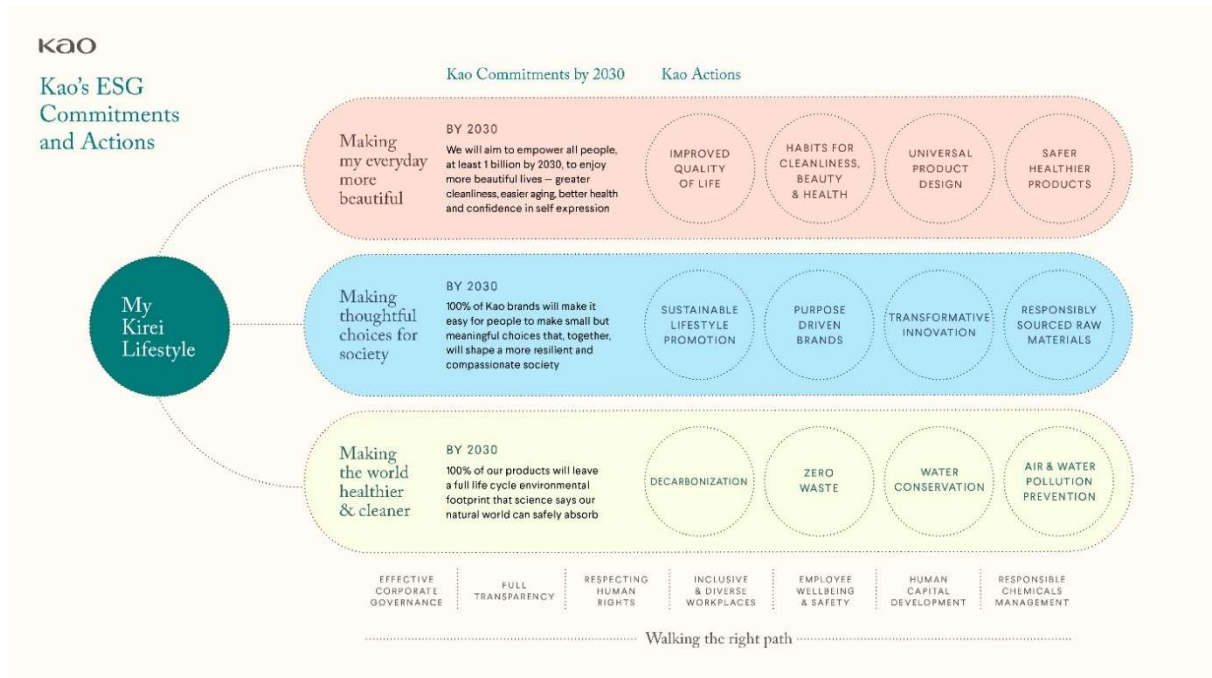 Kao
Kao's ESG
Commitments
and Actions
Kao Commitments by 2030
Kao Actions
My
Kirei
Lifestyle
Making
my everyday
more
beautiful
BY 2030
We will aim to empower all people,
at least 1 billion by 2030, to enjoy
more beautiful lives – greater
cleanliness, easier aging, better health
and confidence in self expression
IMPROVED
QUALITY
OF LIFE
HABITS FOR
CLEANLINESS,
BEAUTY
& HEALTH
UNIVERSAL
PRODUCT
DESIGN
SAFER
HEALTHIER
PRODUCTS
Making
thoughtful
choices for
society
BY 2030
100% of Kao brands will make it
easy for people to make small but
meaningful choices that, together,
will shape a more resilient and
compassionate society
SUSTAINABLE
LIFESTYLE
PROMOTION
PURPOSE
DRIVEN
BRANDS
TRANSFORMATIVE
INNOVATION
RESPONSIBLY
SOURCED RAW
MATERIALS
Making
the world
healthier
& cleaner
BY 2030
100% of our products will leave
a full life cycle environmental
footprint that science says our
natural world can safely absorb
DECARBONIZATION
ZERO
WASTE
WATER
CONSERVATION
AIR & WATER
POLLUTION
PREVENTION
EFFECTIVE
CORPORATE
GOVERNANCE
FULL
TRANSPARENCY
RESPECTING
HUMAN
RIGHTS
INCLUSIVE
& DIVERSE
WORKPLACES
EMPLOYEE
WELLBEING
& SAFETY
HUMAN
CAPITAL
DEVELOPMENT
RESPONSIBLE
CHEMICALS
MANAGEMENT
Walking the right path